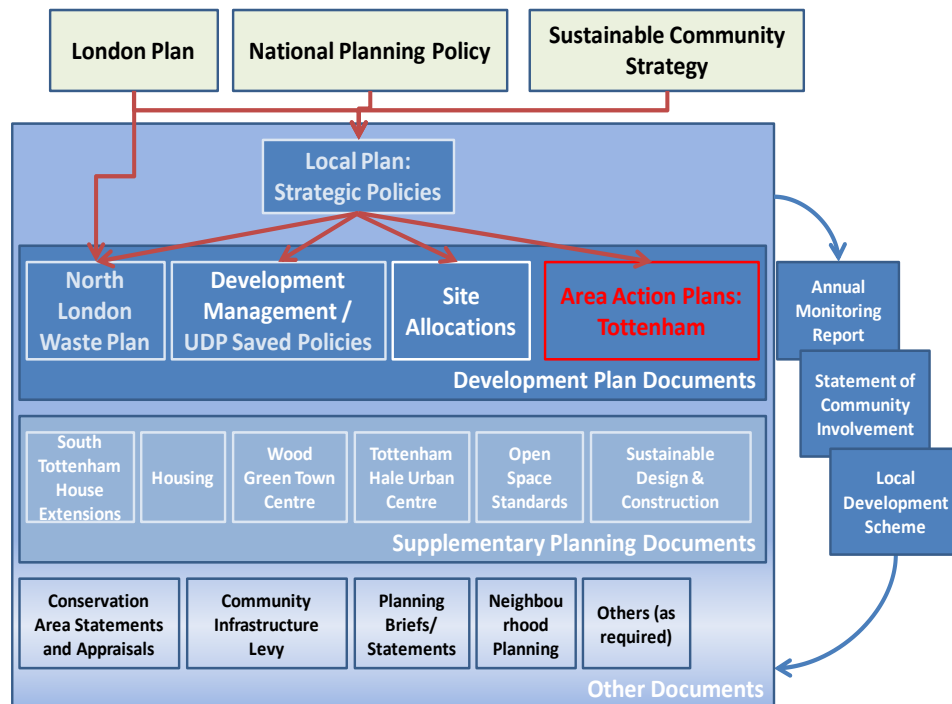 London Plan
National Planning Policy
Sustainable Community
Strategy
Local Plan:
Strategic Policies
North
London
Waste Plan
Development
Management /
UDP Saved Policies
Site
Allocations
Area Action Plans:
Tottenham
Development Plan Documents
Annual
Monitoring
Report
Statement of
Community
Involvement
Local
Development
Scheme
South
Tottenham
House
Extensions
Housing
Wood
Green Town
Centre
Tottenham
Hale Urban
Centre
Open
Space
Standards
Sustainable
Design &
Construction
Supplementary Planning Documents
Conservation
Area Statements
and Appraisals
Community
Infrastructure
Levy
Planning
Briefs/
Statements
Neighbou
rhood
Planning
Others (as
required)
Other Documents